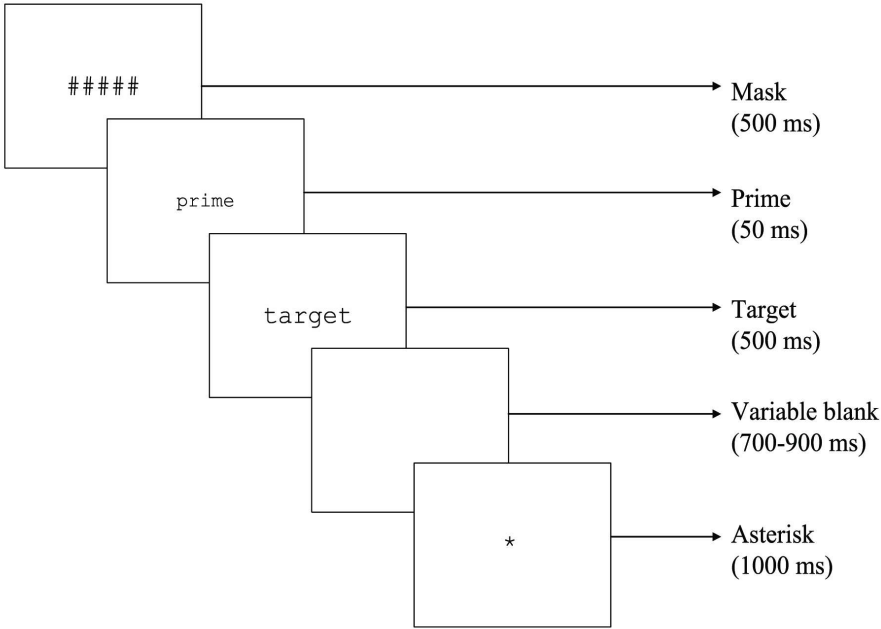 #####
Mask
(500 ms)
prime
Prime
(50 ms)
target
Target
(500 ms)
Variable blank
(700-900 ms)
*
Asterisk
(1000 ms)